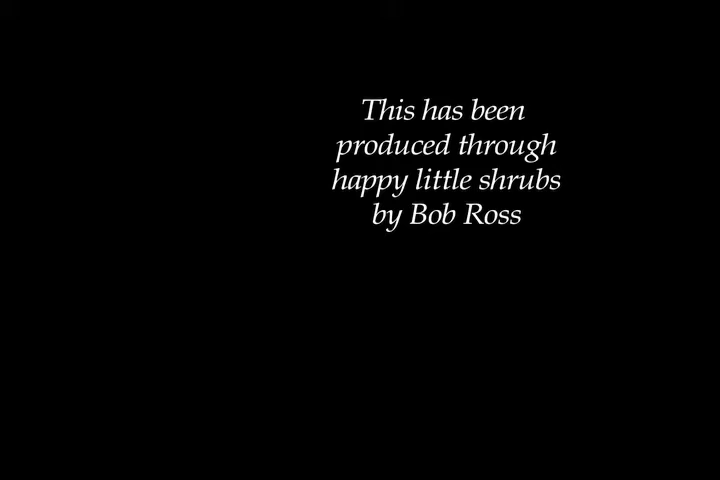 This has been
produced through
happy little shrubs
by Bob Ross